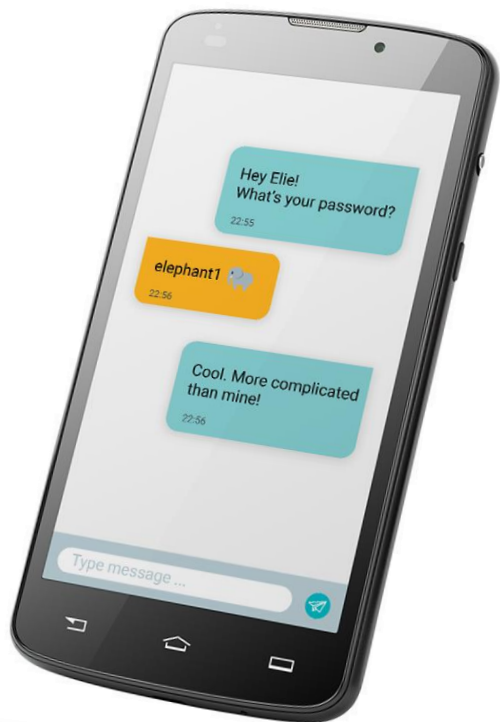 Hey Elie!
What's your password?
22:55
elephant1 🐘
22:56
Cool. More complicated
than mine!
22:56
Type message ...